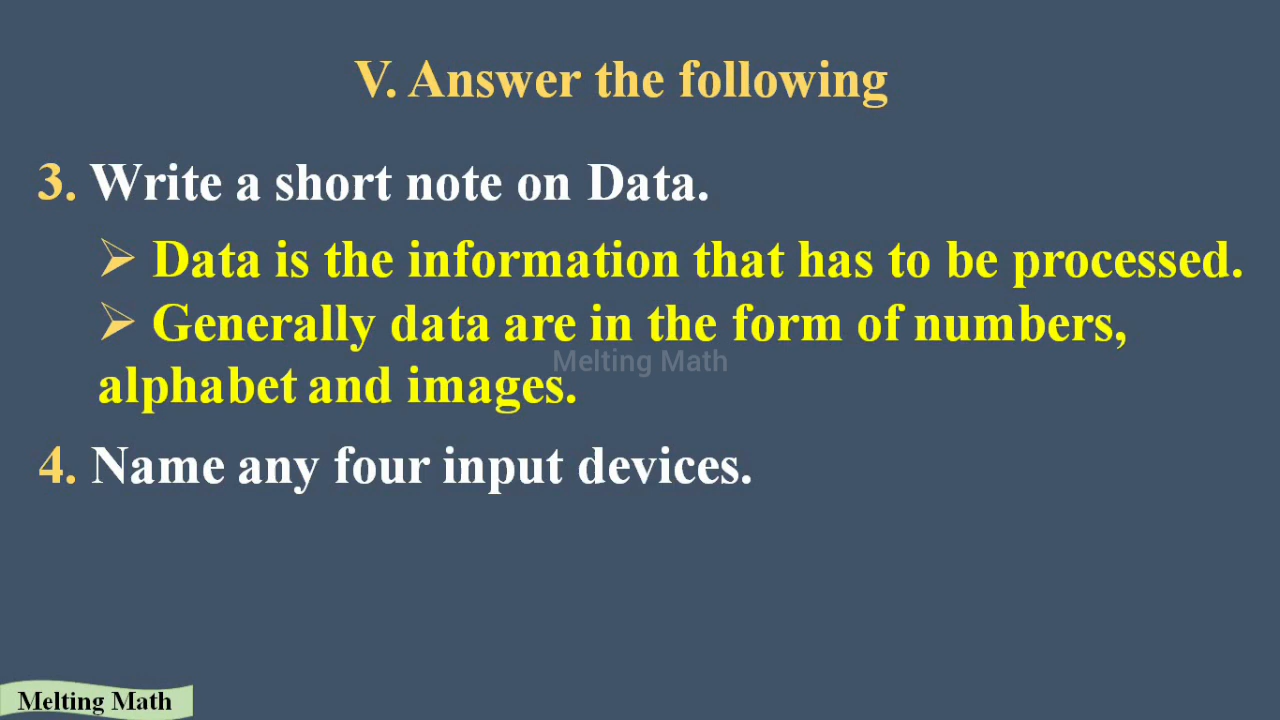 V. Answer the following
3. Write a short note on Data.
➢ Data is the information that has to be processed.
➢ Generally data are in the form of numbers,
alphabet and images.
Melting Math
4. Name any four input devices.
Melting Math